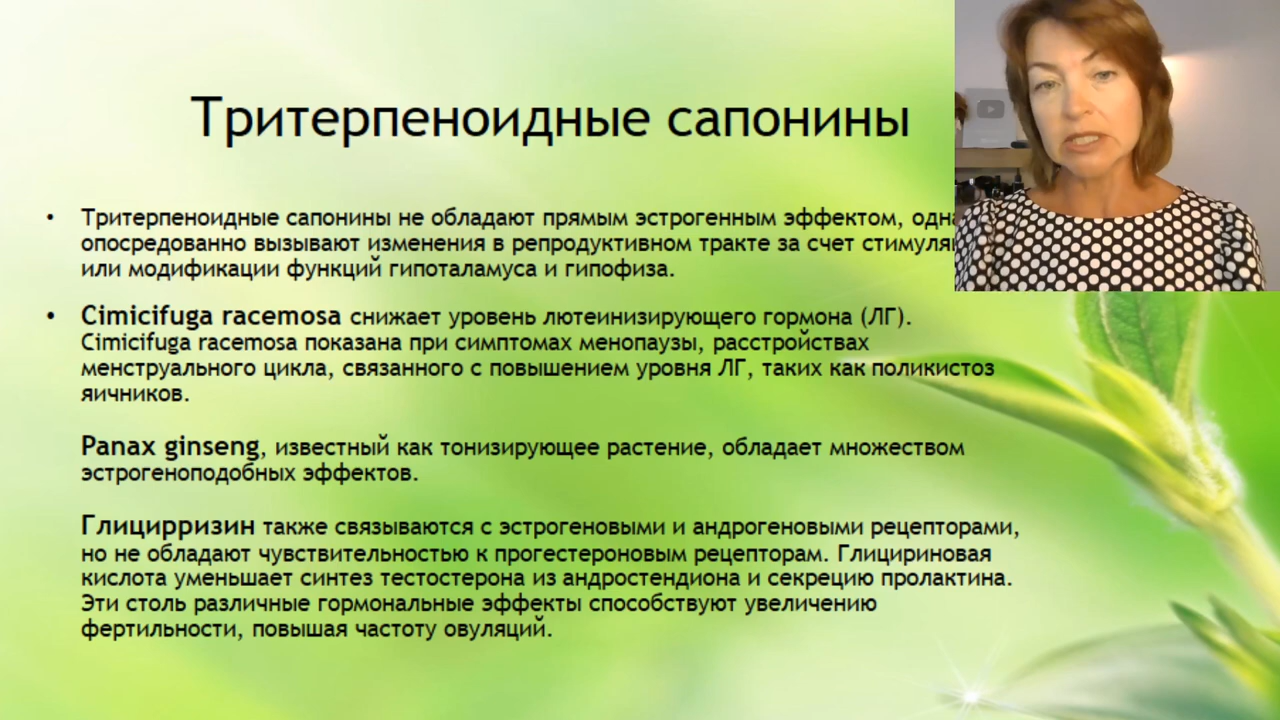 Тритерпеноидные сапонины
• Тритерпеноидные сапонины не обладают прямым эстрогенным эффектом,
опосредованно вызывают изменения в репродуктивном тракте за счет
или модификации функций гипоталамуса и гипофиза.
• Cimicifuga racemosa снижает уровень лютеинизирующего гормона (ЛГ).
Cimicifuga racemosa показана при симптомах менопаузы, расстройствах
менструального цикла, связанного с повышением уровня ЛГ, таких как поликистоз
яичников.
Panax ginseng, известный как тонизирующее растение, обладает множеством
эстрогеноподобных эффектов.
Глицирризин также связываются с эстрогеновыми и андрогеновыми рецепторами,
но не обладают чувствительностью к прогестероновым рецепторам. Глицириновая
кислота уменьшает синтез тестостерона из андростендиона и секрецию пролактина.
Эти столь различные гормональные эффекты способствуют увеличению
фертильности, повышая частоту овуляций.